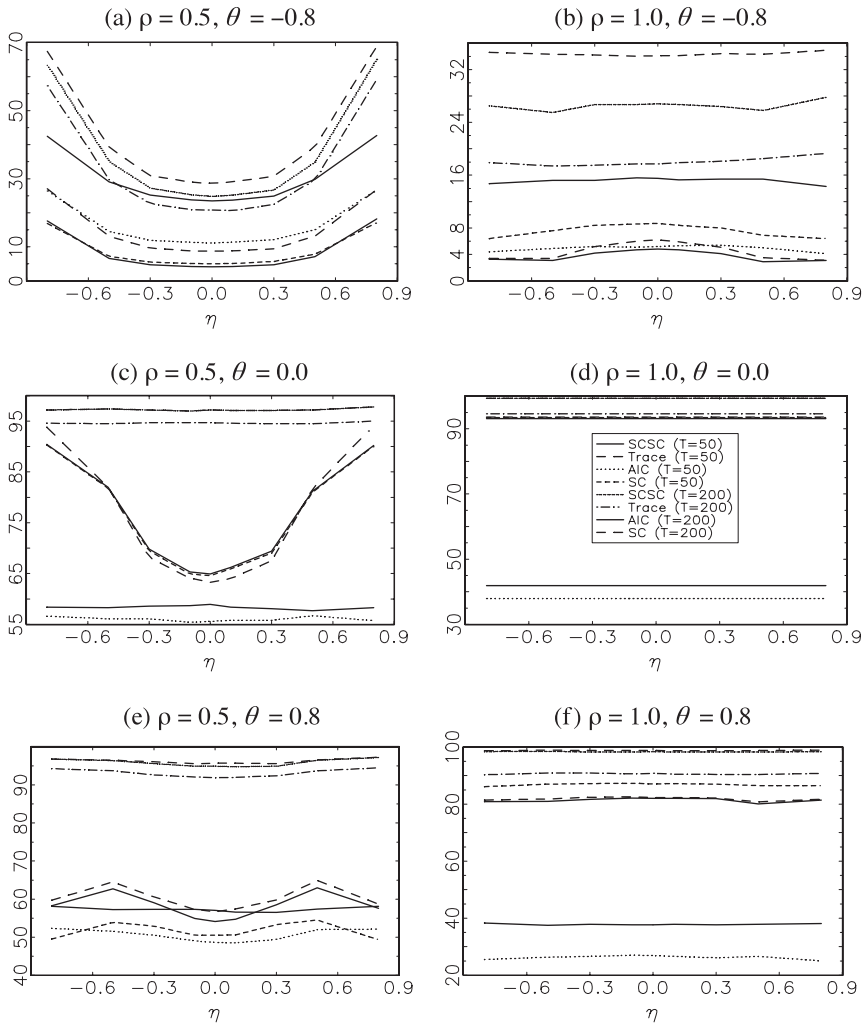 (a) ρ = 0.5, θ = −0.8
70
50
30
10
0
−0.6 −0.3 0.0 0.3 0.6 0.9
η
(b) ρ = 1.0, θ = −0.8
32
24
16
8
4
0
−0.6 −0.3 0.0 0.3 0.6 0.9
η
(c) ρ = 0.5, θ = 0.0
95
85
75
65
55
−0.6 −0.3 0.0 0.3 0.6 0.9
η
(d) ρ = 1.0, θ = 0.0
90
70
50
40
30
SCSC (T=50)
Trace (T=50)
AIC (T=50)
SC (T=50)
SCSC (T=200)
Trace (T=200)
AIC (T=200)
SC (T=200)
−0.6 −0.3 0.0 0.3 0.6 0.9
η
(e) ρ = 0.5, θ = 0.8
90
80
70
60
50
40
−0.6 −0.3 0.0 0.3 0.6 0.9
η
(f) ρ = 1.0, θ = 0.8
100
80
60
40
20
−0.6 −0.3 0.0 0.3 0.6 0.9
η